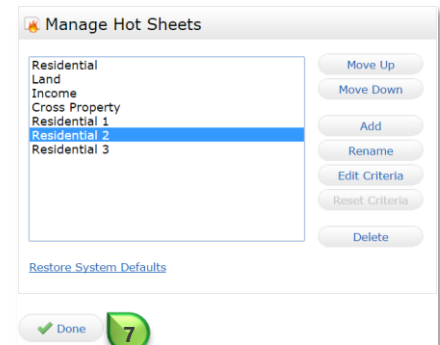 Manage Hot Sheets
Residential
Land
Income
Cross Property
Residential 1
Residential 2
Residential 3
Move Up
Move Down
Add
Rename
Edit Criteria
Reset Criteria
Delete
Restore System Defaults
Done
7